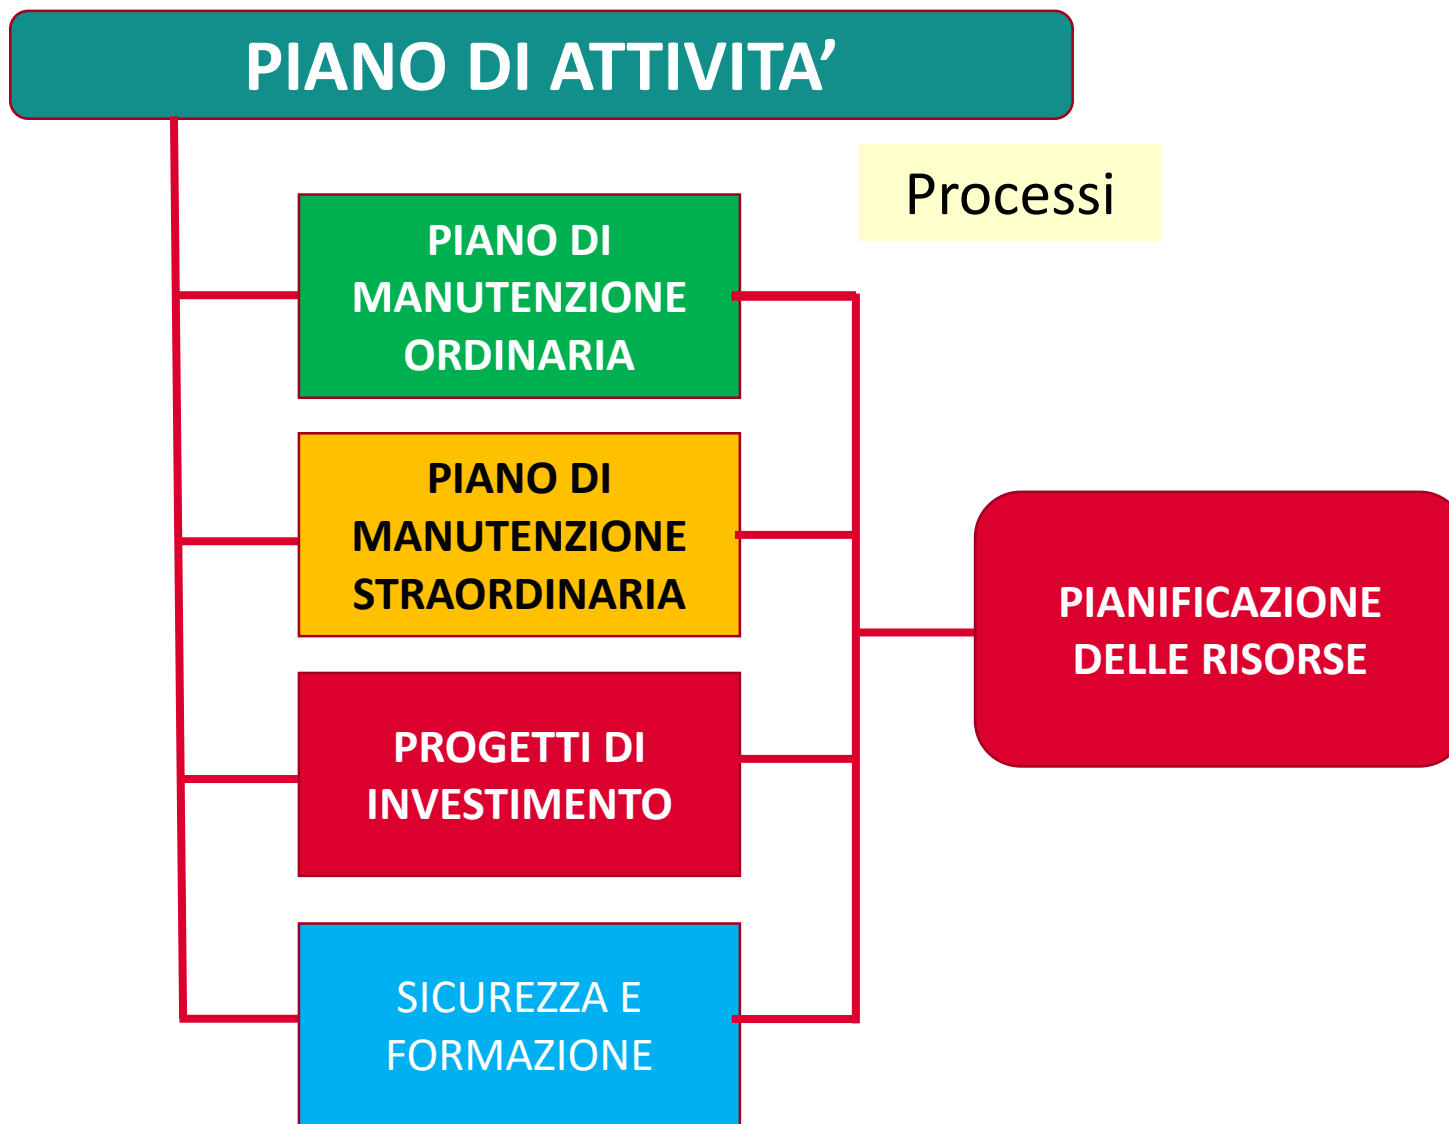 PIANO DI ATTIVITA’
Processi
PIANO DI
MANUTENZIONE
ORDINARIA
PIANO DI
MANUTENZIONE
STRAORDINARIA
PROGETTI DI
INVESTIMENTO
SICUREZZA E
FORMAZIONE
PIANIFICAZIONE
DELLE RISORSE